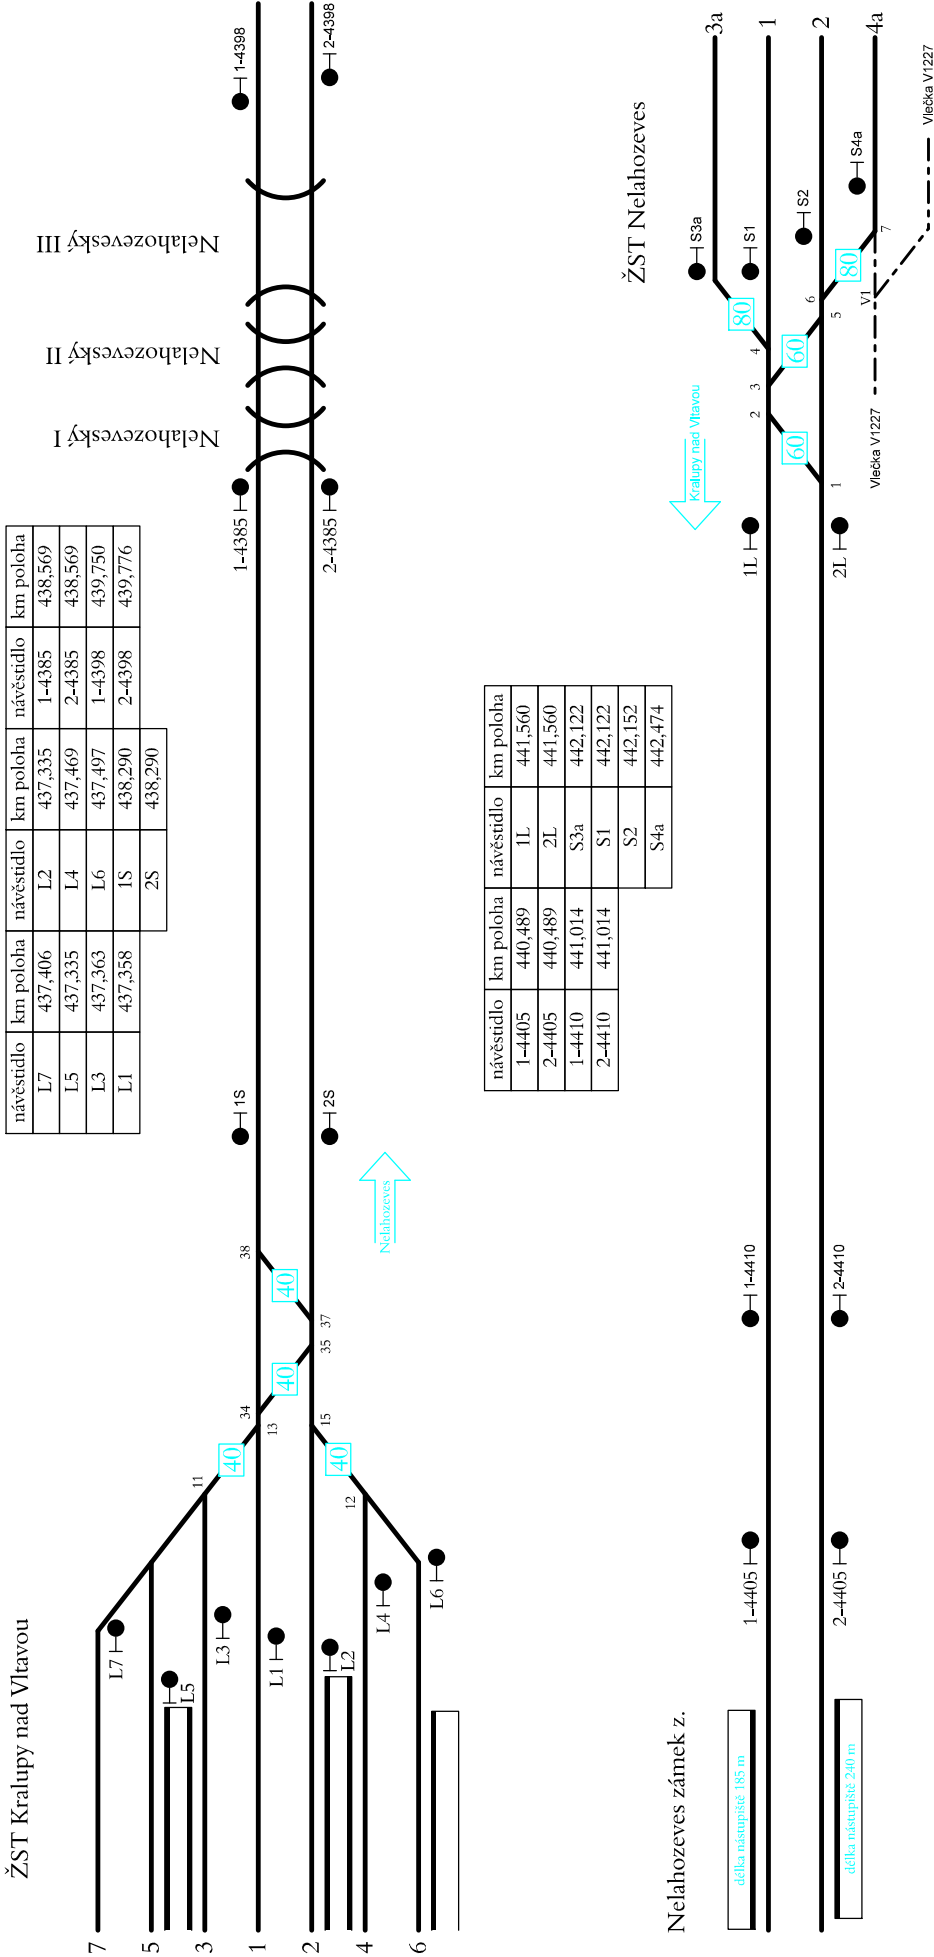 ŽST Kralupy nad Vltavou
7
5
3
1
2
4
6
L7
L5
L3
L1
L2
L4
L6
11
12
13
15
34
35
37
38
40
40
40
40
Nelahozeves
1S
2S
1-4385
2-4385
Nelahozeveský I
Nelahozeveský II
Nelahozeveský III
1-4398
2-4398
návěstidlo km poloha návěstidlo km poloha návěstidlo km poloha
L7 437,406 L2 437,335 1-4385 438,569
L5 437,335 L4 437,469 2-4385 438,569
L3 437,363 L6 437,497 1-4398 439,750
L1 437,358 1S 438,290 2-4398 439,776
2S 438,290
Nelahozeves zámek z.
délka nástupiště 185 m
délka nástupiště 240 m
1-4405
2-4405
1-4410
2-4410
návěstidlo km poloha návěstidlo km poloha
1-4405 440,489 1L 441,560
2-4405 440,489 2L 441,560
1-4410 441,014 S3a 442,122
2-4410 441,014 S1 442,122
S2 442,152
S4a 442,474
1L
2L
Kralupy nad Vltavou
ŽST Nelahozeves
1
2
3
4
5
6
7
60
60
80
80
V1
Vlečka V1227
Vlečka V1227
S3a
S1
S2
S4a
3a
1
2
4a